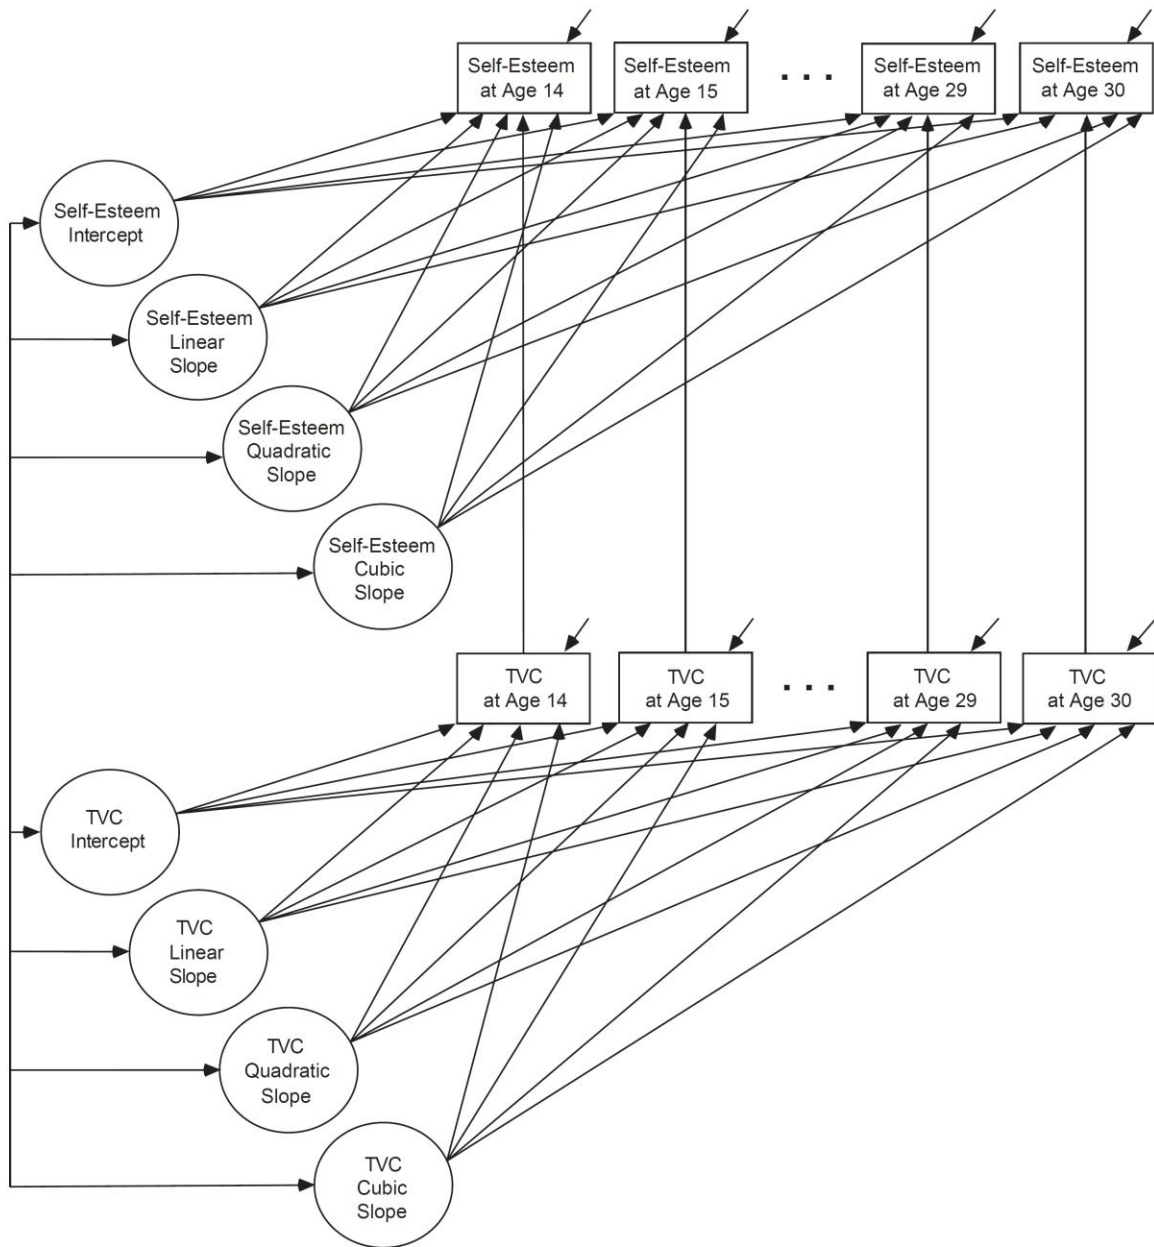 Self-Esteem
at Age 14
Self-Esteem
at Age 15
. . .
Self-Esteem
at Age 29
Self-Esteem
at Age 30
Self-Esteem
Intercept
Self-Esteem
Linear
Slope
Self-Esteem
Quadratic
Slope
Self-Esteem
Cubic
Slope
TVC
at Age 14
TVC
at Age 15
. . .
TVC
at Age 29
TVC
at Age 30
TVC
Intercept
TVC
Linear
Slope
TVC
Quadratic
Slope
TVC
Cubic
Slope